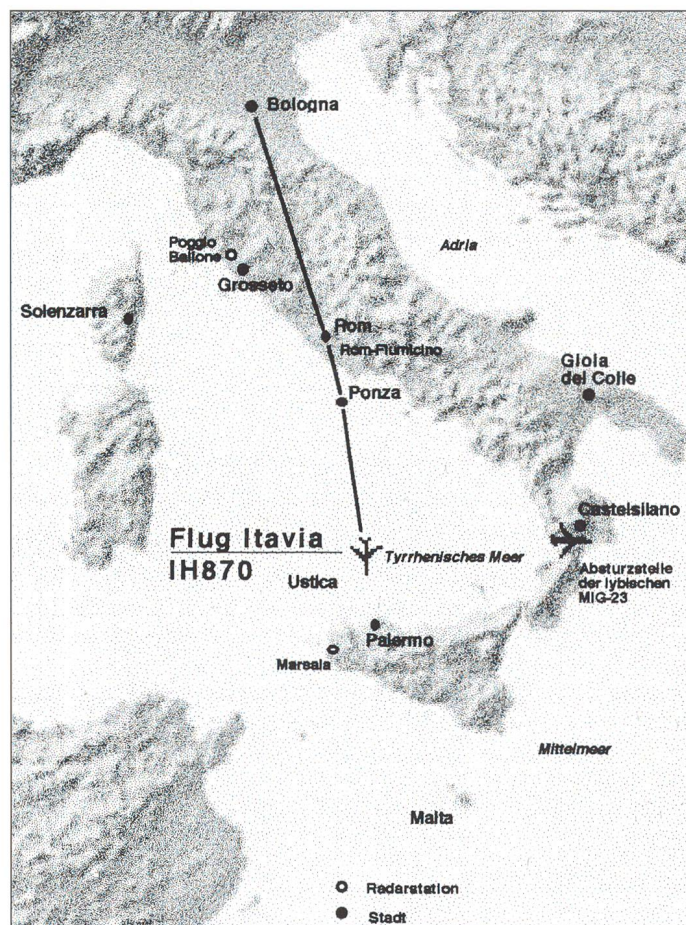 Bologna
Adria
Poggio
Ballone
Grosseto
Solenzarra
Rom
Rom-Fiumicino
Gioia
del Colle
Ponza
Castelsilano
Flug Itavia
IH870
Tyrrhenisches Meer
Absturzstelle
der lybischen
MIG-23
Ustica
Palermo
Marsala
Mittelmeer
Malta
Radarstation
Stadt